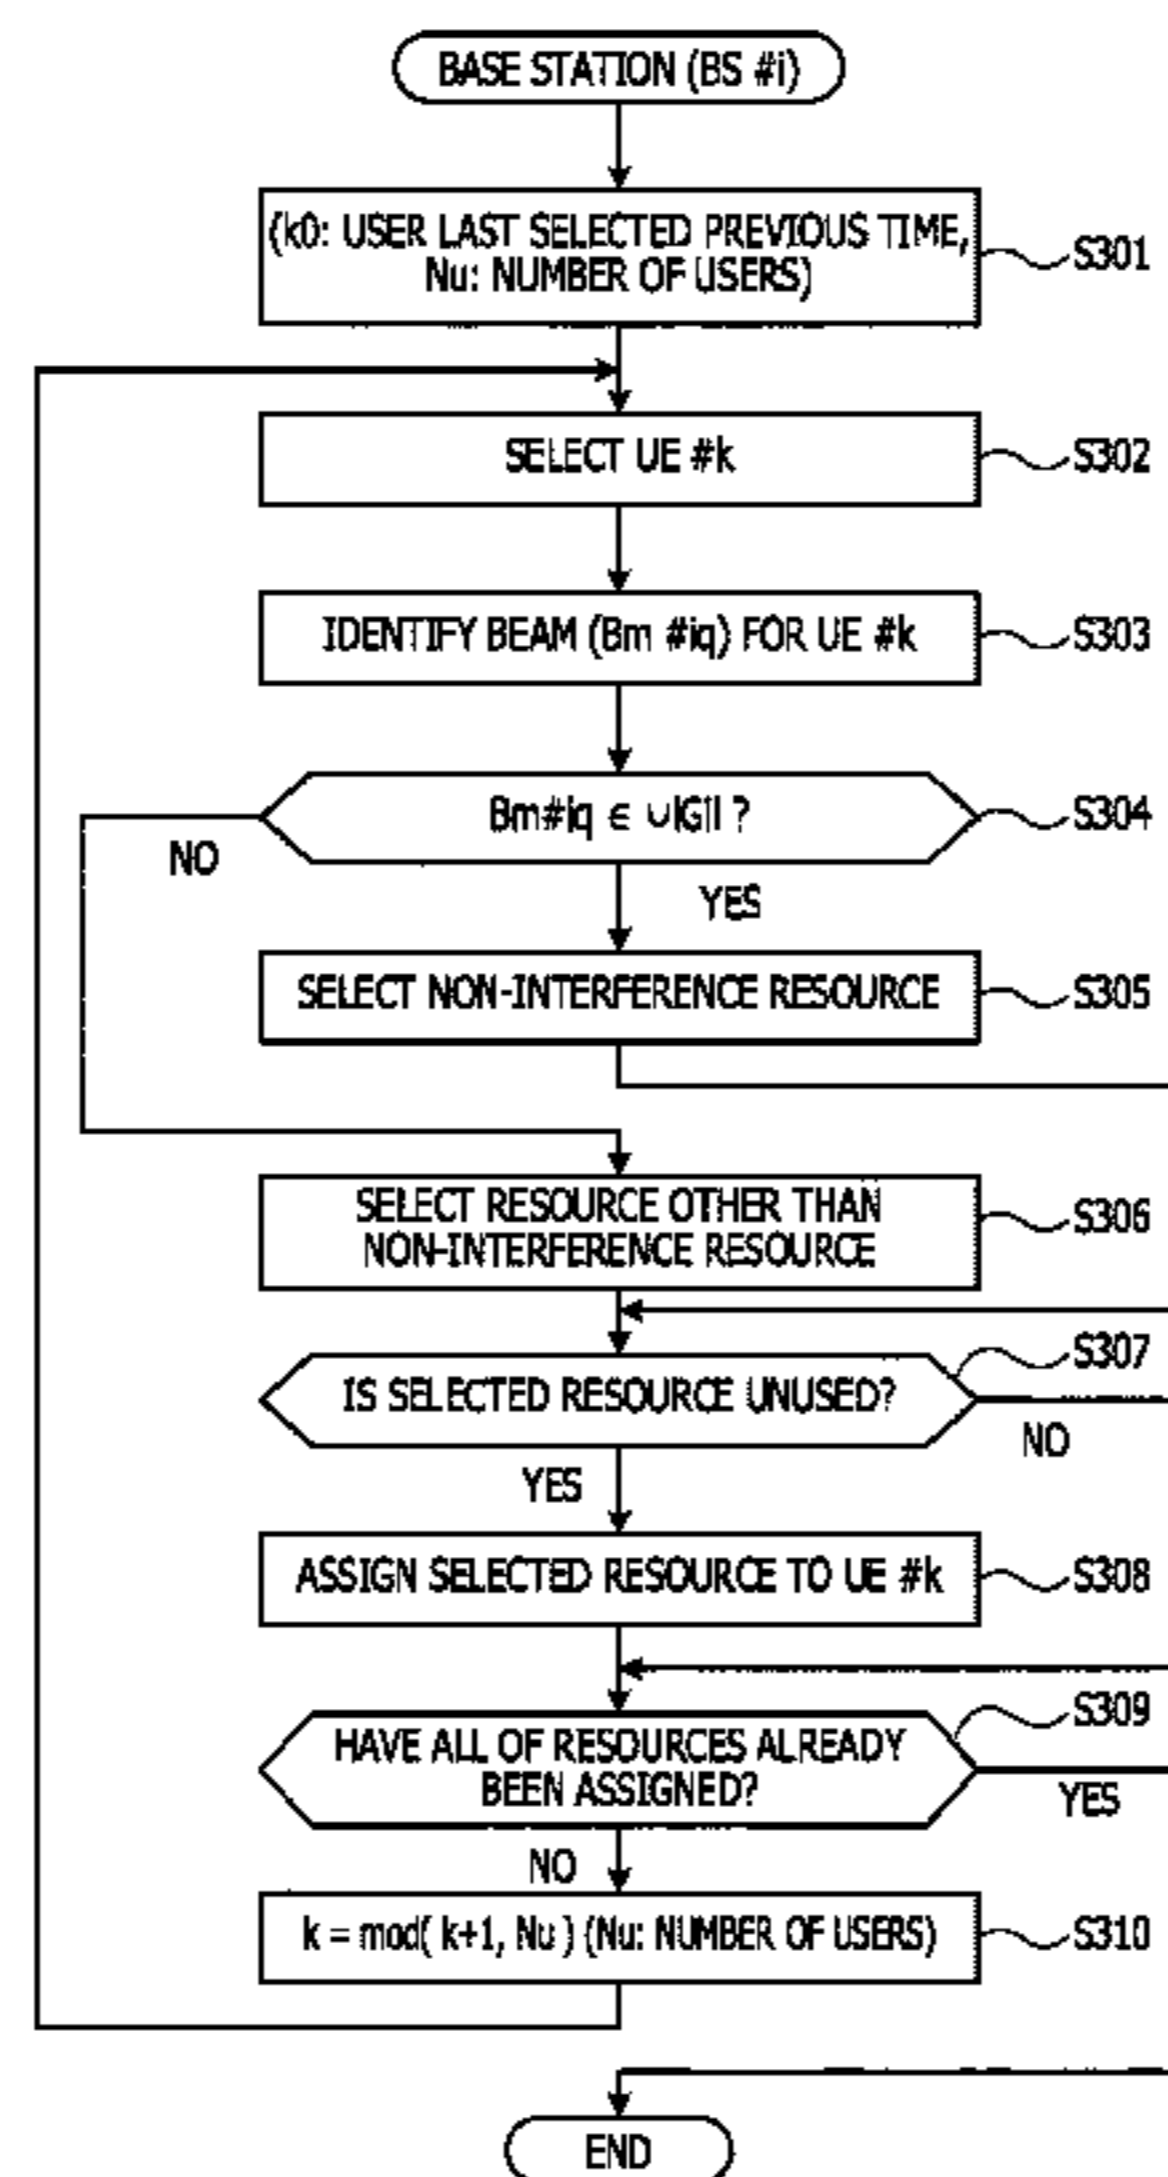 BASE STATION (BS #i)
(k0: USER LAST SELECTED PREVIOUS TIME,
Nu: NUMBER OF USERS)
S301
SELECT UE #k
S302
IDENTIFY BEAM (Bm #iq) FOR UE #k
S303
Bm#iq ∈ ∪IGil ?
S304
NO
YES
SELECT NON-INTERFERENCE RESOURCE
S305
SELECT RESOURCE OTHER THAN
NON-INTERFERENCE RESOURCE
S306
IS SELECTED RESOURCE UNUSED?
S307
NO
YES
ASSIGN SELECTED RESOURCE TO UE #k
S308
HAVE ALL OF RESOURCES ALREADY
BEEN ASSIGNED?
S309
YES
NO
k = mod( k+1, Nu ) (Nu: NUMBER OF USERS)
S310
END